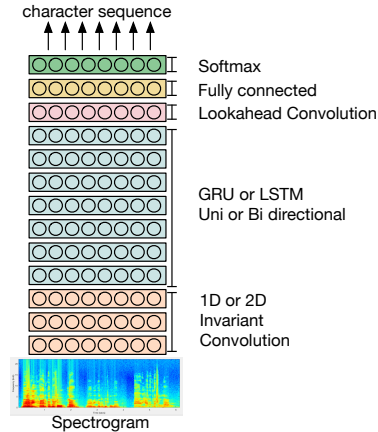 character sequence
Softmax
Fully connected
Lookahead Convolution
GRU or LSTM
Uni or Bi directional
1D or 2D
Invariant
Convolution
Spectrogram